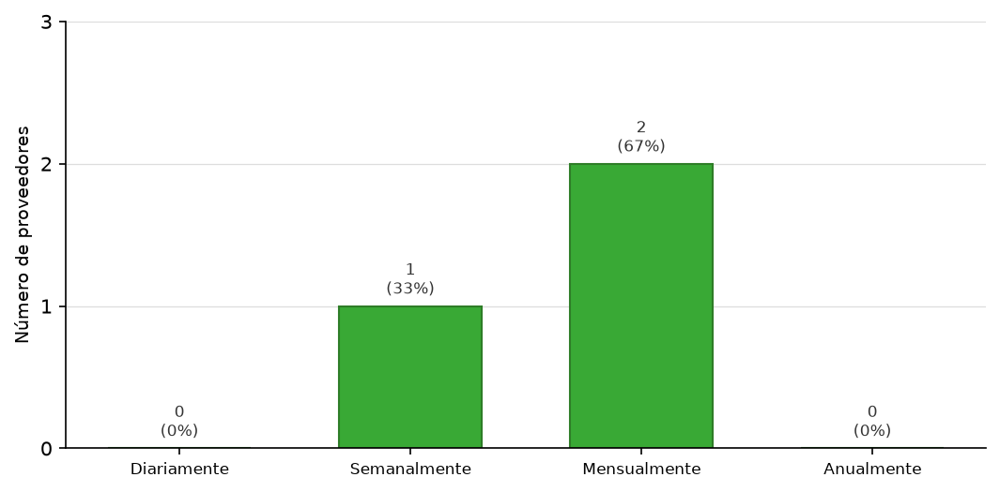 Número de proveedores
3
2
1
0
0
(0%)
1
(33%)
2
(67%)
0
(0%)
Diariamente
Semanalmente
Mensualmente
Anualmente